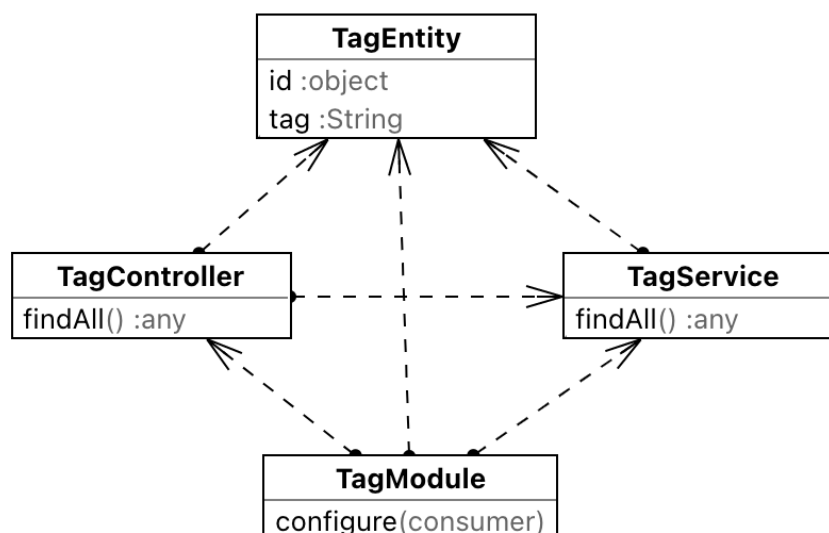 TagEntity
id :object
tag :String
TagController
findAll() :any
TagService
findAll() :any
TagModule
configure(consumer)